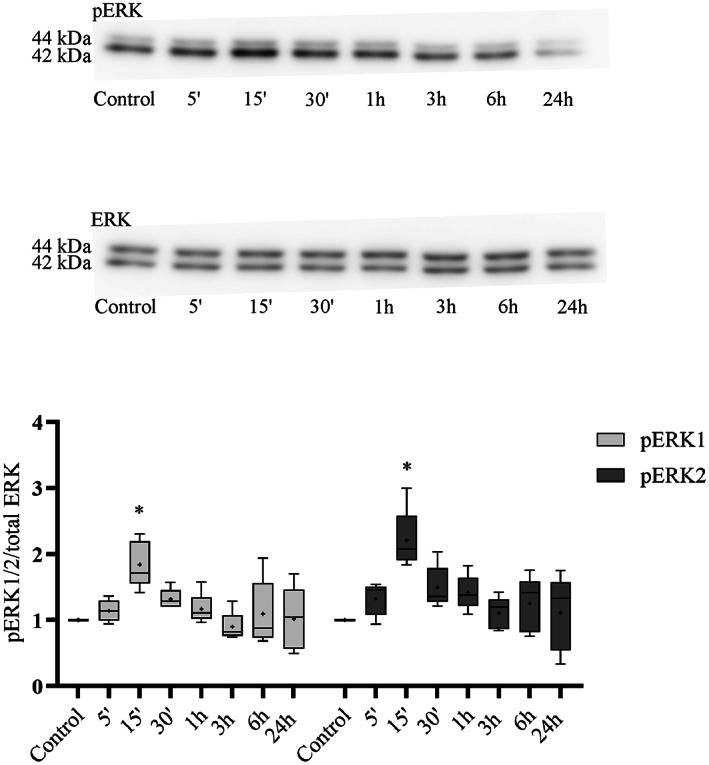 pERK
44 kDa
42 kDa
Control 5' 15' 30' 1h 3h 6h 24h
ERK
44 kDa
42 kDa
Control 5' 15' 30' 1h 3h 6h 24h
pERK1/2/total ERK
4
3
2
1
0
* *
pERK1
pERK2
Control 5' 15' 30' 1h 3h 6h 24h Control 5' 15' 30' 1h 3h 6h 24h